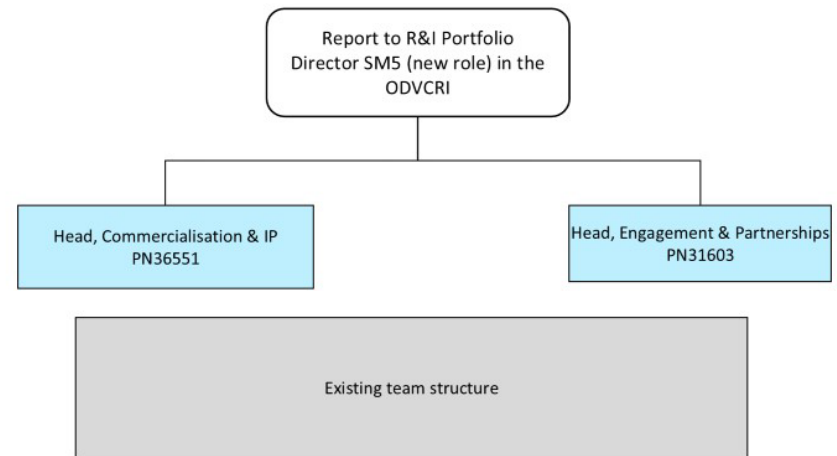 Report to R&I Portfolio
Director SM5 (new role) in the
ODVCRI
Head, Commercialisation & IP
PN36551
Head, Engagement & Partnerships
PN31603
Existing team structure